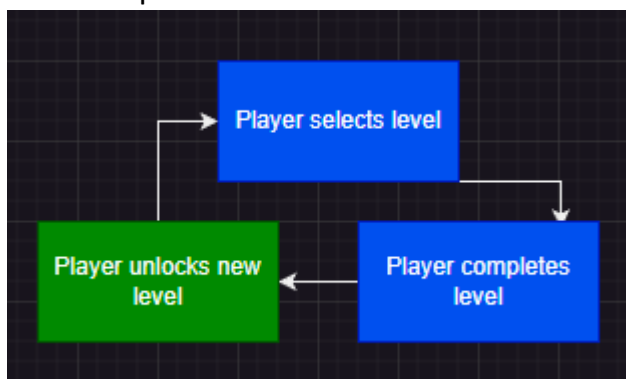 Player selects level
Player unlocks new
level
Player completes
level